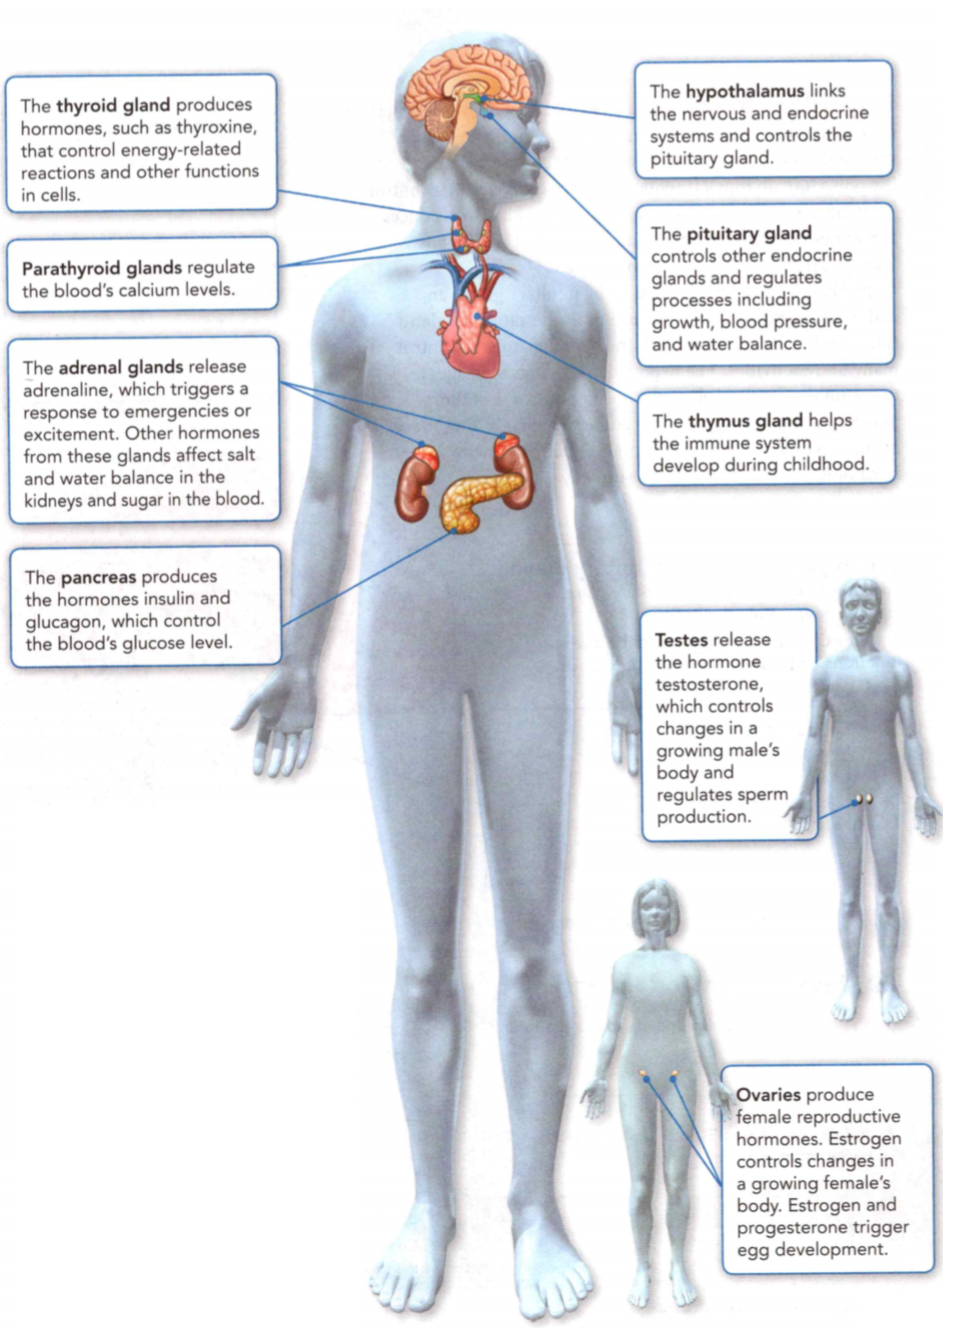 The thyroid gland produces
hormones, such as thyroxine,
that control energy-related
reactions and other functions
in cells.
Parathyroid glands regulate
the blood's calcium levels.
The adrenal glands release
adrenaline, which triggers a
response to emergencies or
excitement. Other hormones
from these glands affect salt
and water balance in the
kidneys and sugar in the blood.
The pancreas produces
the hormones insulin and
glucagon, which control
the blood's glucose level.
The hypothalamus links
the nervous and endocrine
systems and controls the
pituitary gland.
The pituitary gland
controls other endocrine
glands and regulates
processes including
growth, blood pressure,
and water balance.
The thymus gland helps
the immune system
develop during childhood.
Testes release
the hormone
testosterone,
which controls
changes in a
growing male's
body and
regulates sperm
production.
Ovaries produce
female reproductive
hormones. Estrogen
controls changes in
a growing female's
body. Estrogen and
progesterone trigger
egg development.